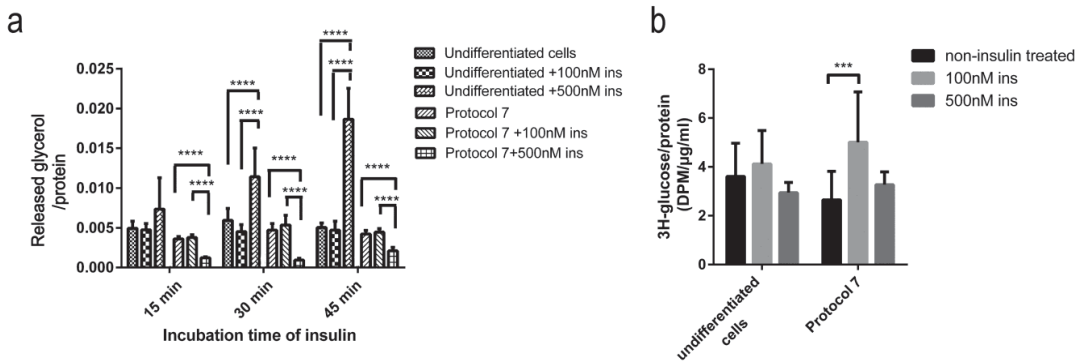 a
Released glycerol
/protein
0.025
0.020
0.015
0.010
0.005
0.000
****
****
****
****
****
****
****
****
****
****
15 min
30 min
45 min
Incubation time of insulin
Undifferentiated cells
Undifferentiated +100nM ins
Undifferentiated +500nM ins
Protocol 7
Protocol 7 +100nM ins
Protocol 7+500nM ins
b
3H-glucose/protein
(DPM/μg/ml)
8
6
4
2
0
***
undifferentiated
cells
Protocol 7
non-insulin treated
100nM ins
500nM ins